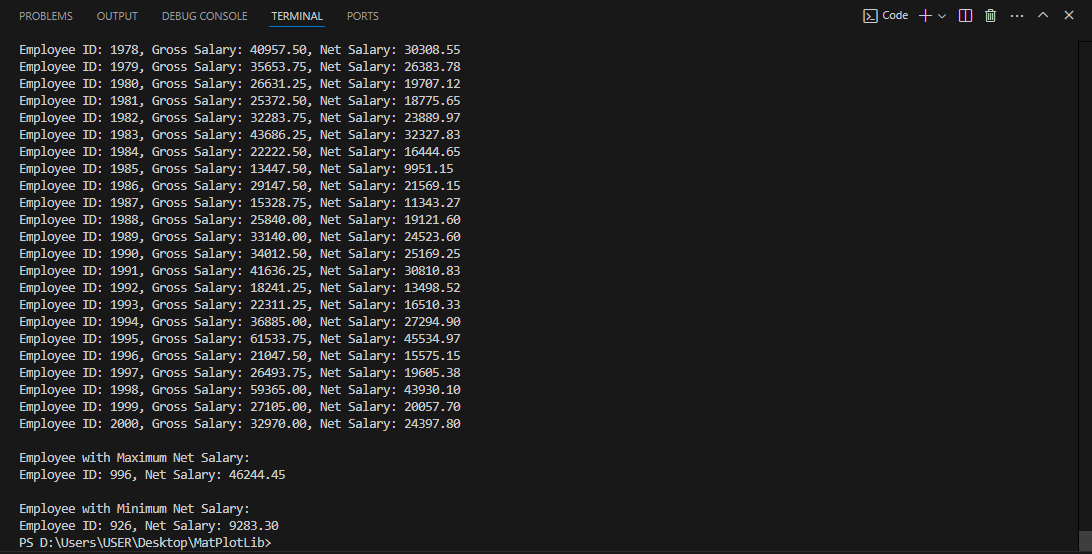 PROBLEMS OUTPUT DEBUG CONSOLE TERMINAL PORTS Code
Employee ID: 1978, Gross Salary: 40957.50, Net Salary: 30308.55
Employee ID: 1979, Gross Salary: 35653.75, Net Salary: 26383.78
Employee ID: 1980, Gross Salary: 26631.25, Net Salary: 19707.12
Employee ID: 1981, Gross Salary: 25372.50, Net Salary: 18775.65
Employee ID: 1982, Gross Salary: 32283.75, Net Salary: 23889.97
Employee ID: 1983, Gross Salary: 43686.25, Net Salary: 32327.83
Employee ID: 1984, Gross Salary: 22222.50, Net Salary: 16444.65
Employee ID: 1985, Gross Salary: 13447.50, Net Salary: 9951.15
Employee ID: 1986, Gross Salary: 29147.50, Net Salary: 21569.15
Employee ID: 1987, Gross Salary: 15328.75, Net Salary: 11343.27
Employee ID: 1988, Gross Salary: 25840.00, Net Salary: 19121.60
Employee ID: 1989, Gross Salary: 33140.00, Net Salary: 24523.60
Employee ID: 1990, Gross Salary: 34012.50, Net Salary: 25169.25
Employee ID: 1991, Gross Salary: 41636.25, Net Salary: 30810.83
Employee ID: 1992, Gross Salary: 18241.25, Net Salary: 13498.52
Employee ID: 1993, Gross Salary: 22311.25, Net Salary: 16510.33
Employee ID: 1994, Gross Salary: 36885.00, Net Salary: 27294.90
Employee ID: 1995, Gross Salary: 61533.75, Net Salary: 45534.97
Employee ID: 1996, Gross Salary: 21047.50, Net Salary: 15575.15
Employee ID: 1997, Gross Salary: 26493.75, Net Salary: 19605.38
Employee ID: 1998, Gross Salary: 59365.00, Net Salary: 43930.10
Employee ID: 1999, Gross Salary: 27105.00, Net Salary: 20057.70
Employee ID: 2000, Gross Salary: 32970.00, Net Salary: 24397.80
Employee with Maximum Net Salary:
Employee ID: 996, Net Salary: 46244.45
Employee with Minimum Net Salary:
Employee ID: 926, Net Salary: 9283.30
PS D:\Users\USER\Desktop\MatPlotLib>